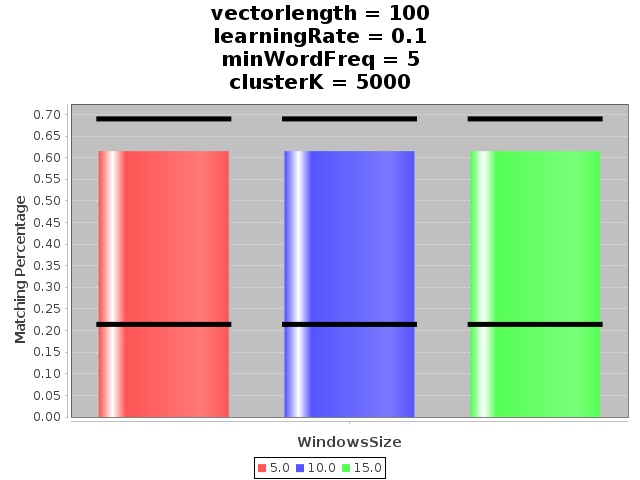 vectorlength = 100
learningRate = 0.1
minWordFreq = 5
clusterK = 5000
0.70
0.65
0.60
0.55
0.50
0.45
0.40
0.35
0.30
0.25
0.20
0.15
0.10
0.05
0.00
Matching Percentage
WindowsSize
5.0 10.0 15.0